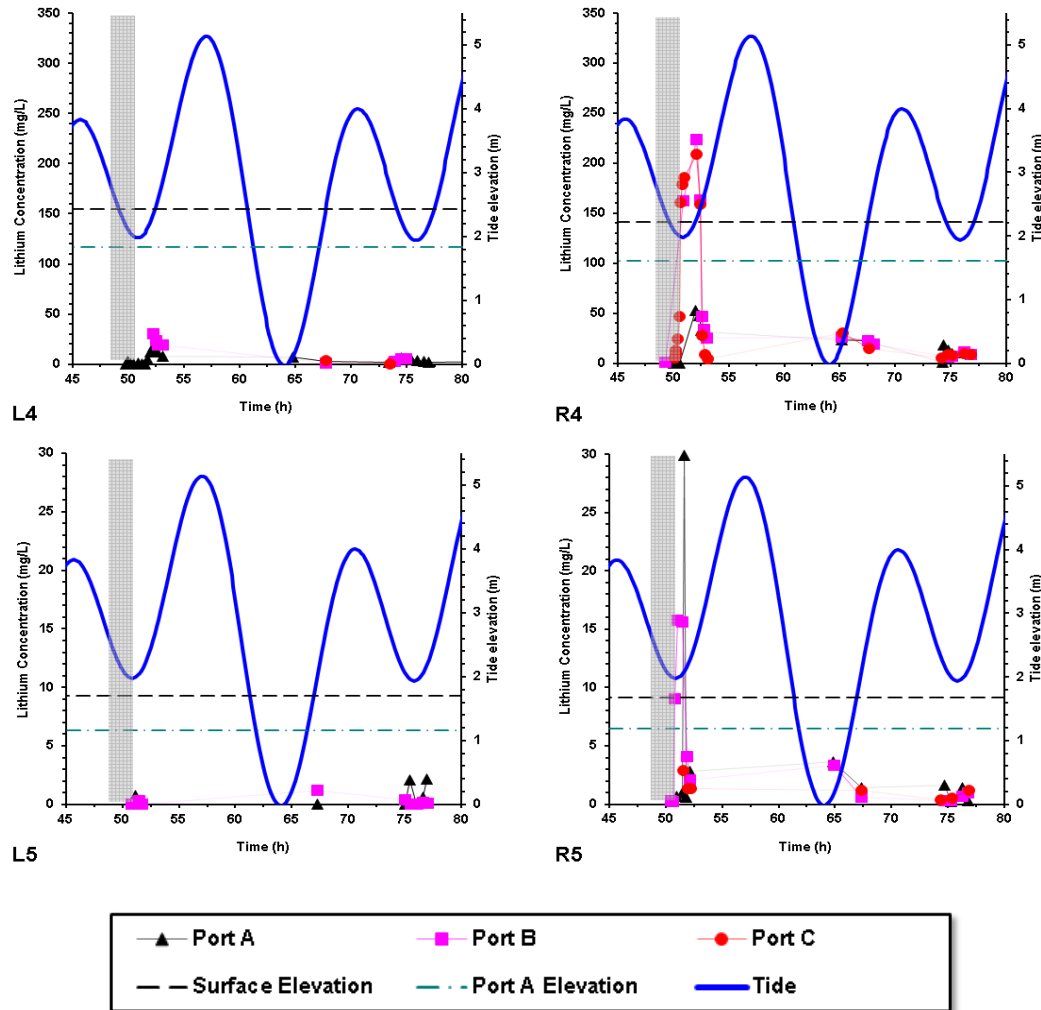 400
350
300
250
200
150
100
50
0
Lithium Concentration (mg/L)
5
4
3
2
1
0
Tide elevation (m)
45 50 55 60 65 70 75 80
Time (h)
L4
400
350
300
250
200
150
100
50
0
Lithium Concentration (mg/L)
5
4
3
2
1
0
Tide elevation (m)
45 50 55 60 65 70 75 80
Time (h)
R4
30
25
20
15
10
5
0
Lithium Concentration (mg/L)
5
4
3
2
1
0
Tide elevation (m)
45 50 55 60 65 70 75 80
Time (h)
L5
30
25
20
15
10
5
0
Lithium Concentration (mg/L)
5
4
3
2
1
0
Tide elevation (m)
45 50 55 60 65 70 75 80
Time (h)
R5
Port A Port B Port C
Surface Elevation Port A Elevation Tide